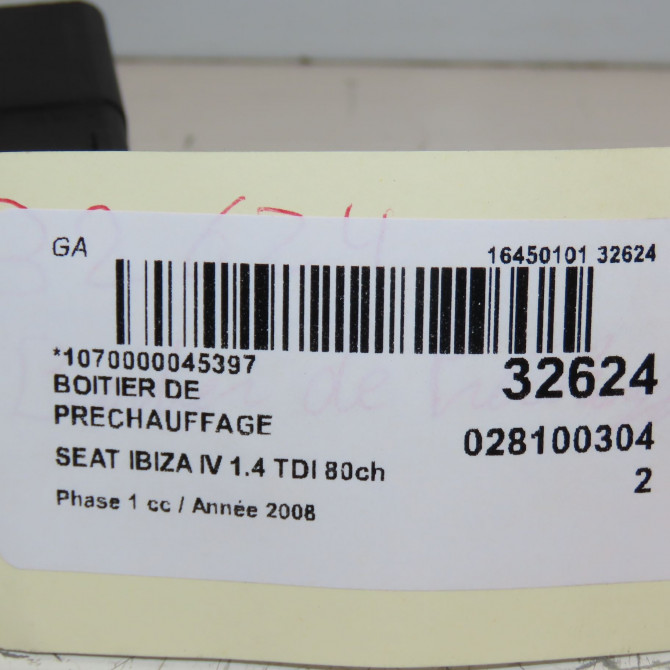 32624
GA
16450101 32624
*1070000045397
32624
BOITIER DE
PRECHAUFFAGE
028100304
2
SEAT IBIZA IV 1.4 TDI 80ch
Phase 1 cc / Année 2008